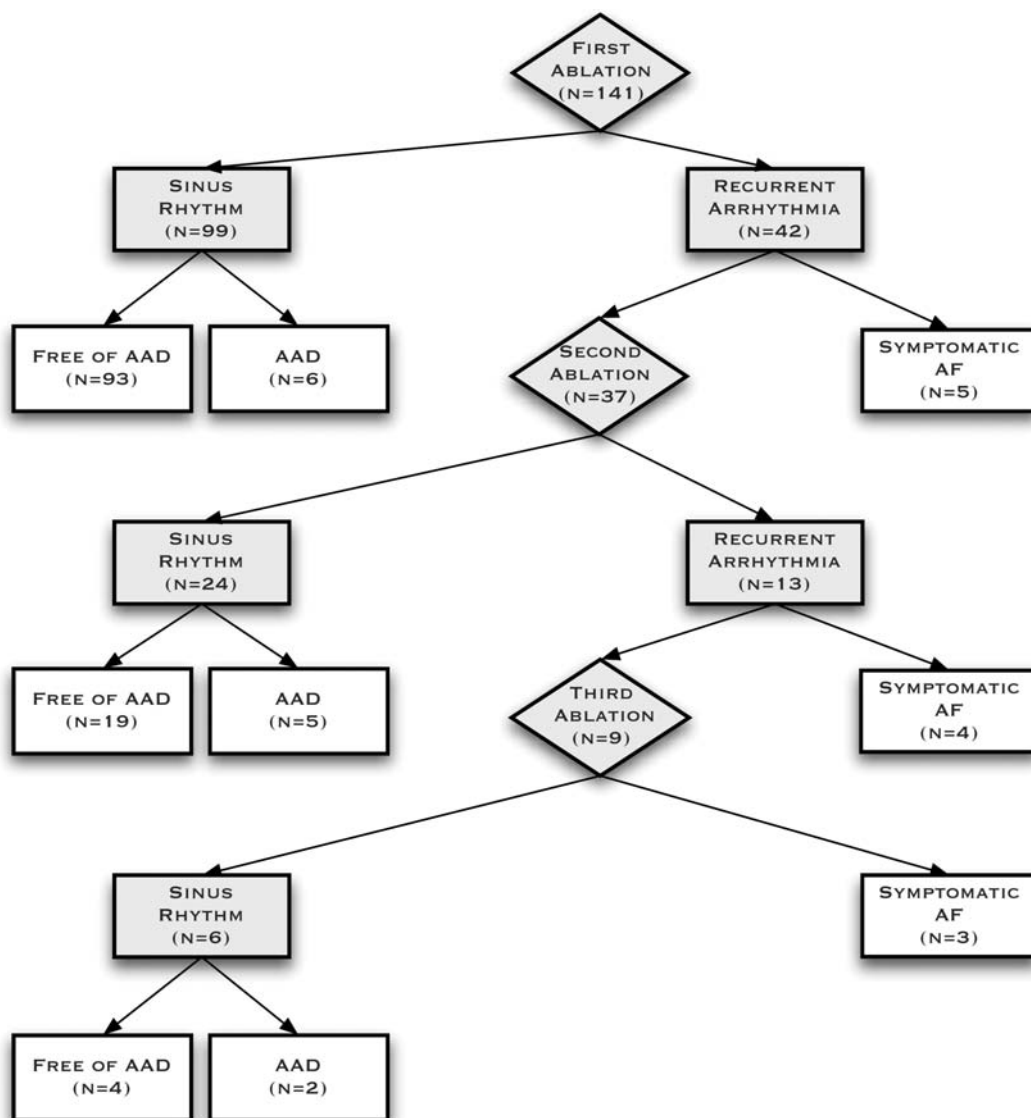 FIRST
ABLATION
(N=141)
SINUS
RHYTHM
(N=99)
RECURRENT
ARRHYTHMIA
(N=42)
FREE OF AAD
(N=93)
AAD
(N=6)
SECOND
ABLATION
(N=37)
SYMPTOMATIC
AF
(N=5)
SINUS
RHYTHM
(N=24)
RECURRENT
ARRHYTHMIA
(N=13)
FREE OF AAD
(N=19)
AAD
(N=5)
THIRD
ABLATION
(N=9)
SYMPTOMATIC
AF
(N=4)
SINUS
RHYTHM
(N=6)
SYMPTOMATIC
AF
(N=3)
FREE OF AAD
(N=4)
AAD
(N=2)